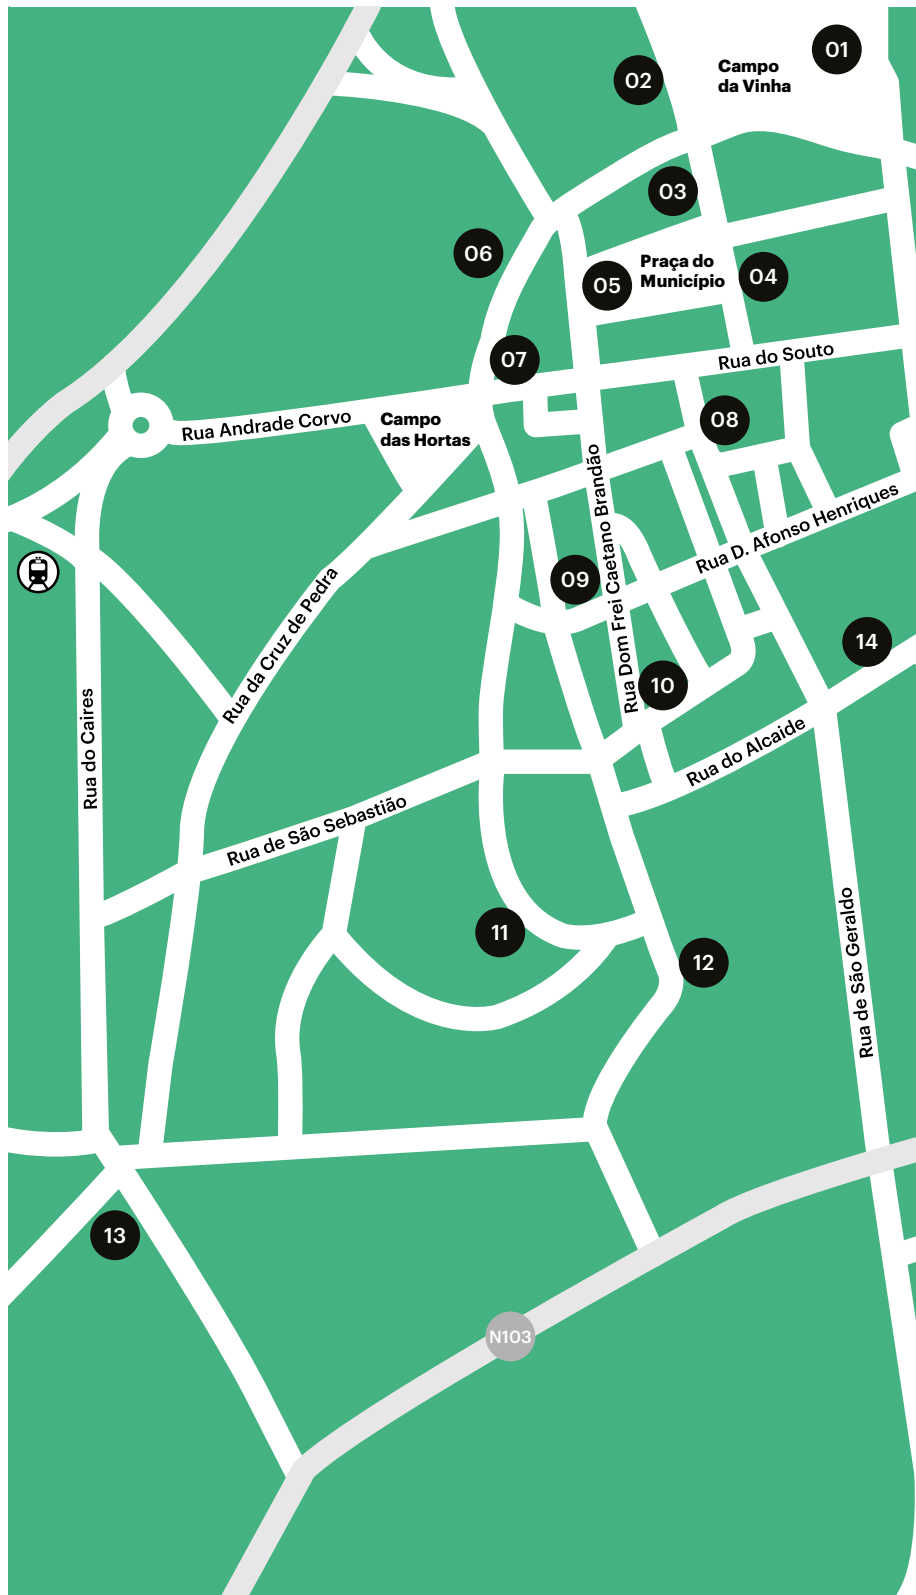 01
Campo
da Vinha
02
03
06
Praça do
Município
04
05
Rua do Souto
07
Rua Andrade Corvo
Campo
das Hortas
08
Rua Dom Frei Caetano Brandão
Rua D. Afonso Henriques
09
Rua da Cruz de Pedra
14
10
Rua do Caires
Rua do Alcaide
Rua de São Sebastião
11
12
Rua de São Geraldo
13
N103